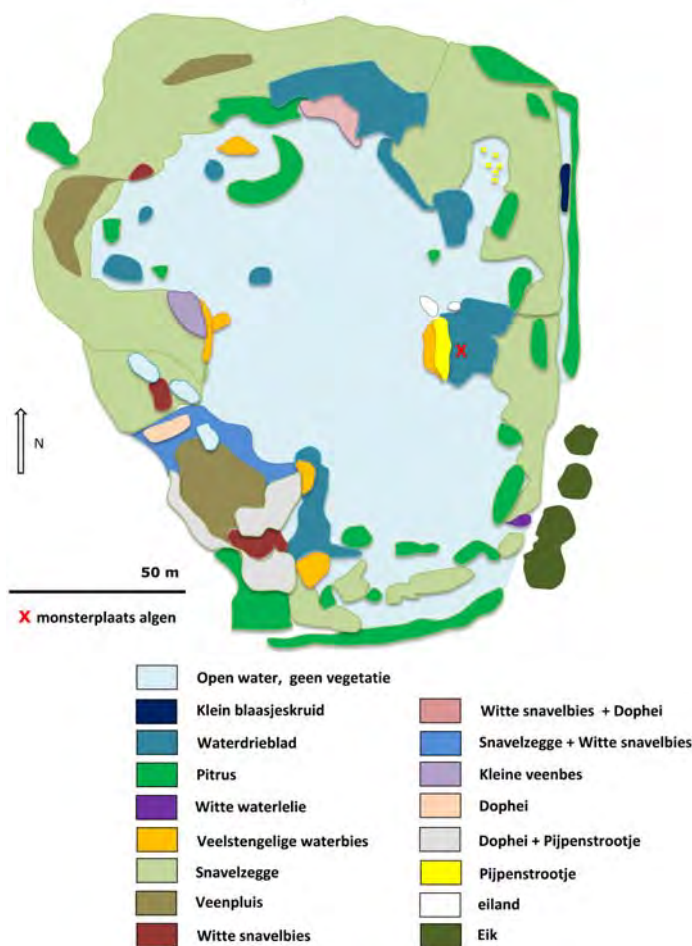 N
50 m
X monsterplaats algen
Open water, geen vegetatie
Klein blaasjeskruid
Waterdrieblad
Pitrus
Witte waterlelie
Veelstengelige waterbies
Snavelzegge
Veenpluis
Witte snavelbies
Witte snavelbies + Dophei
Snavelzegge + Witte snavelbies
Kleine veenbes
Dophei
Dophei + Pijpenstrootje
Pijpenstrootje
eiland
Eik
X